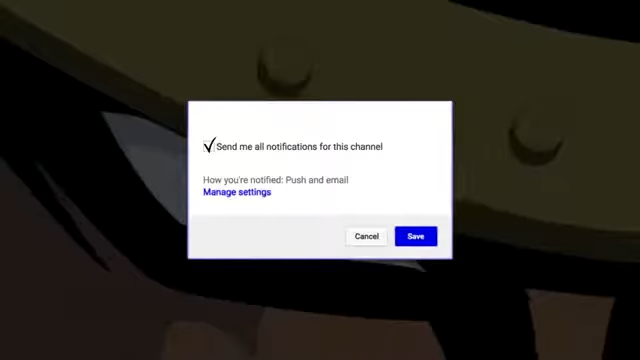 Send me all notifications for this channel
How you're notified: Push and email
Manage settings
Cancel
Save